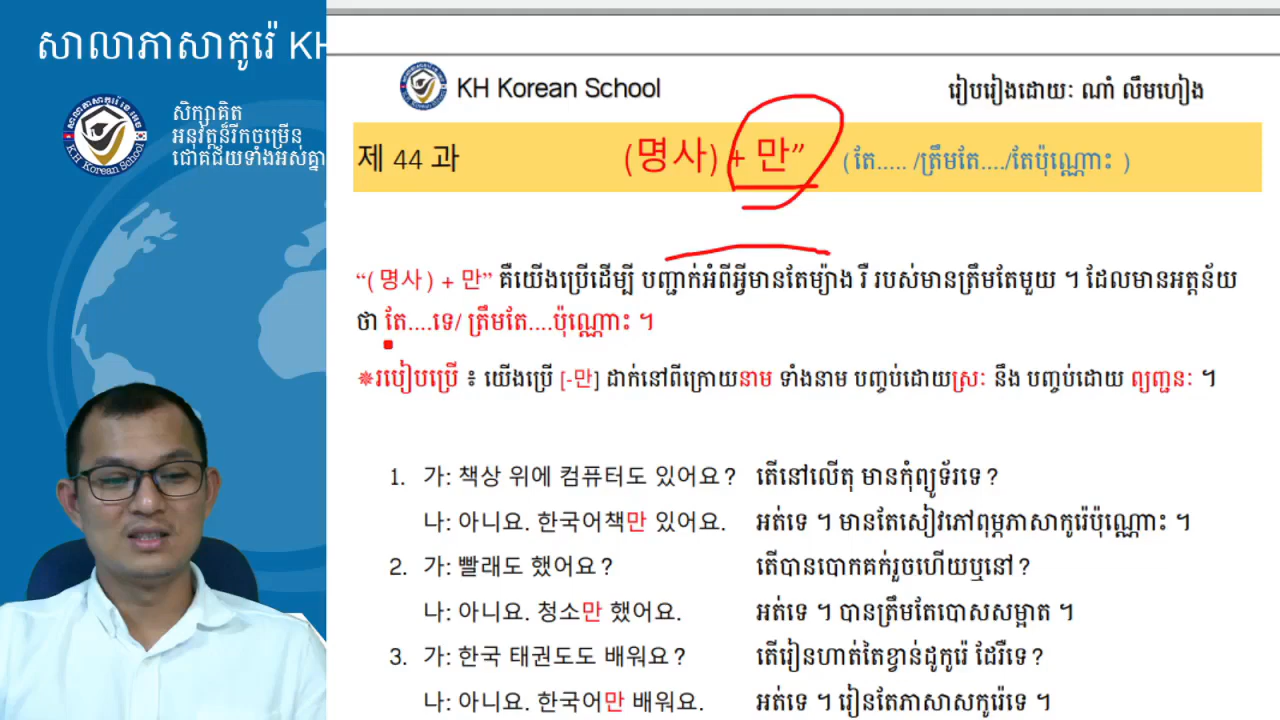 សាលាភាសាកូរ៉េ KH
សិក្សាគិត
អនុវត្តន៍រីកចម្រើន
ជោគជ័យទាំងអស់គ្នា
KH Korean School
រៀបរៀងដោយ: ណាំ លឹមហៀង
제 44 과 (명사) + 만” (តែ..... /ត្រឹមតែ..../តែប៉ុណ្ណោះ )
“(명사) + 만” គឺយើងប្រើដើម្បី បញ្ជាក់អំពីអ្វីមានតែម៉្យាង រឺ របស់មានត្រឹមតែមួយ ។ ដែលមានអត្តន័យ
ថា តែ....ទេ/ ត្រឹមតែ....ប៉ុណ្ណោះ ។
✵របៀបប្រើ ៖ យើងប្រើ [-만] ដាក់នៅពីក្រោយនាម ទាំងនាម បញ្ចប់ដោយស្រៈ នឹង បញ្ចប់ដោយ ព្យញ្ជនៈ ។
1. 가: 책상 위에 컴퓨터도 있어요? តើនៅលើតុ មានកុំព្យូទ័រទេ ?
나: 아니요. 한국어책만 있어요. អត់ទេ ។ មានតែសៀវភៅពុម្ពភាសាកូរ៉េប៉ុណ្ណោះ ។
2. 가: 빨래도 했어요? តើបានបោកគក់រួចហើយឬនៅ ?
나: 아니요. 청소만 했어요. អត់ទេ ។ បានត្រឹមតែបោសសម្អាត ។
3. 가: 한국 태권도도 배워요? តើរៀនហាត់តៃខ្វាន់ដូកូរ៉េ ដែរឺទេ ?
나: 아니요. 한국어만 배워요. អត់ទេ ។ រៀនតែភាសាសកូរ៉េទេ ។